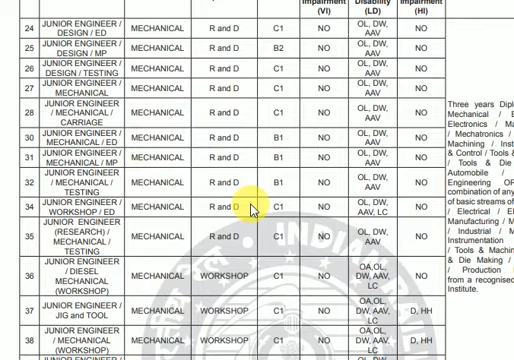 Impairment (VI) Disability (LD) Impairment (HI)
24 JUNIOR ENGINEER / DESIGN / ED MECHANICAL R and D C1 NO OL, DW, AAV NO
25 JUNIOR ENGINEER / DESIGN / MP MECHANICAL R and D B2 NO OL, DW, AAV NO
26 JUNIOR ENGINEER / DESIGN / TESTING MECHANICAL R and D C1 NO OL, DW, AAV NO
27 JUNIOR ENGINEER / MECHANICAL MECHANICAL R and D C1 NO OL, DW, AAV NO
28 JUNIOR ENGINEER / MECHANICAL / CARRIAGE MECHANICAL R and D C1 NO OL, DW, AAV NO
30 JUNIOR ENGINEER / MECHANICAL / ED MECHANICAL R and D B1 NO OL, DW, AAV NO
31 JUNIOR ENGINEER / MECHANICAL / MP MECHANICAL R and D B1 NO OL, DW, AAV NO
32 JUNIOR ENGINEER / MECHANICAL / TESTING MECHANICAL R and D B1 NO OL, DW, AAV NO
34 JUNIOR ENGINEER / WORKSHOP / ED MECHANICAL R and D C1 NO OL, DW, AAV, LC NO
35 JUNIOR ENGINEER (RESEARCH) / MECHANICAL / TESTING MECHANICAL R and D C1 NO OL, DW, AAV NO
36 JUNIOR ENGINEER / DIESEL MECHANICAL (WORKSHOP) MECHANICAL WORKSHOP C1 NO OA,OL, DW, AAV, LC NO
37 JUNIOR ENGINEER / JIG and TOOL MECHANICAL WORKSHOP C1 NO OA,OL, DW, AAV, LC D, HH
38 JUNIOR ENGINEER / MECHANICAL (WORKSHOP) MECHANICAL WORKSHOP C1 NO OA,OL, DW, AAV, LC D, HH
Three years Dipl
Mechanical / E
Electronics / Ma
/ Mechatronics /
Machining / Inst
& Control / Tools &
/ Tools & Die
Automobile /
Engineering OR
combination of any
of basic streams of
/ Electrical / El
Manufacturing / M
/ Industrial / M
Instrumentation
/ Tools & Machin
& Die Making /
/ Production
from a recognised
Institute.
INDIAN RAIL